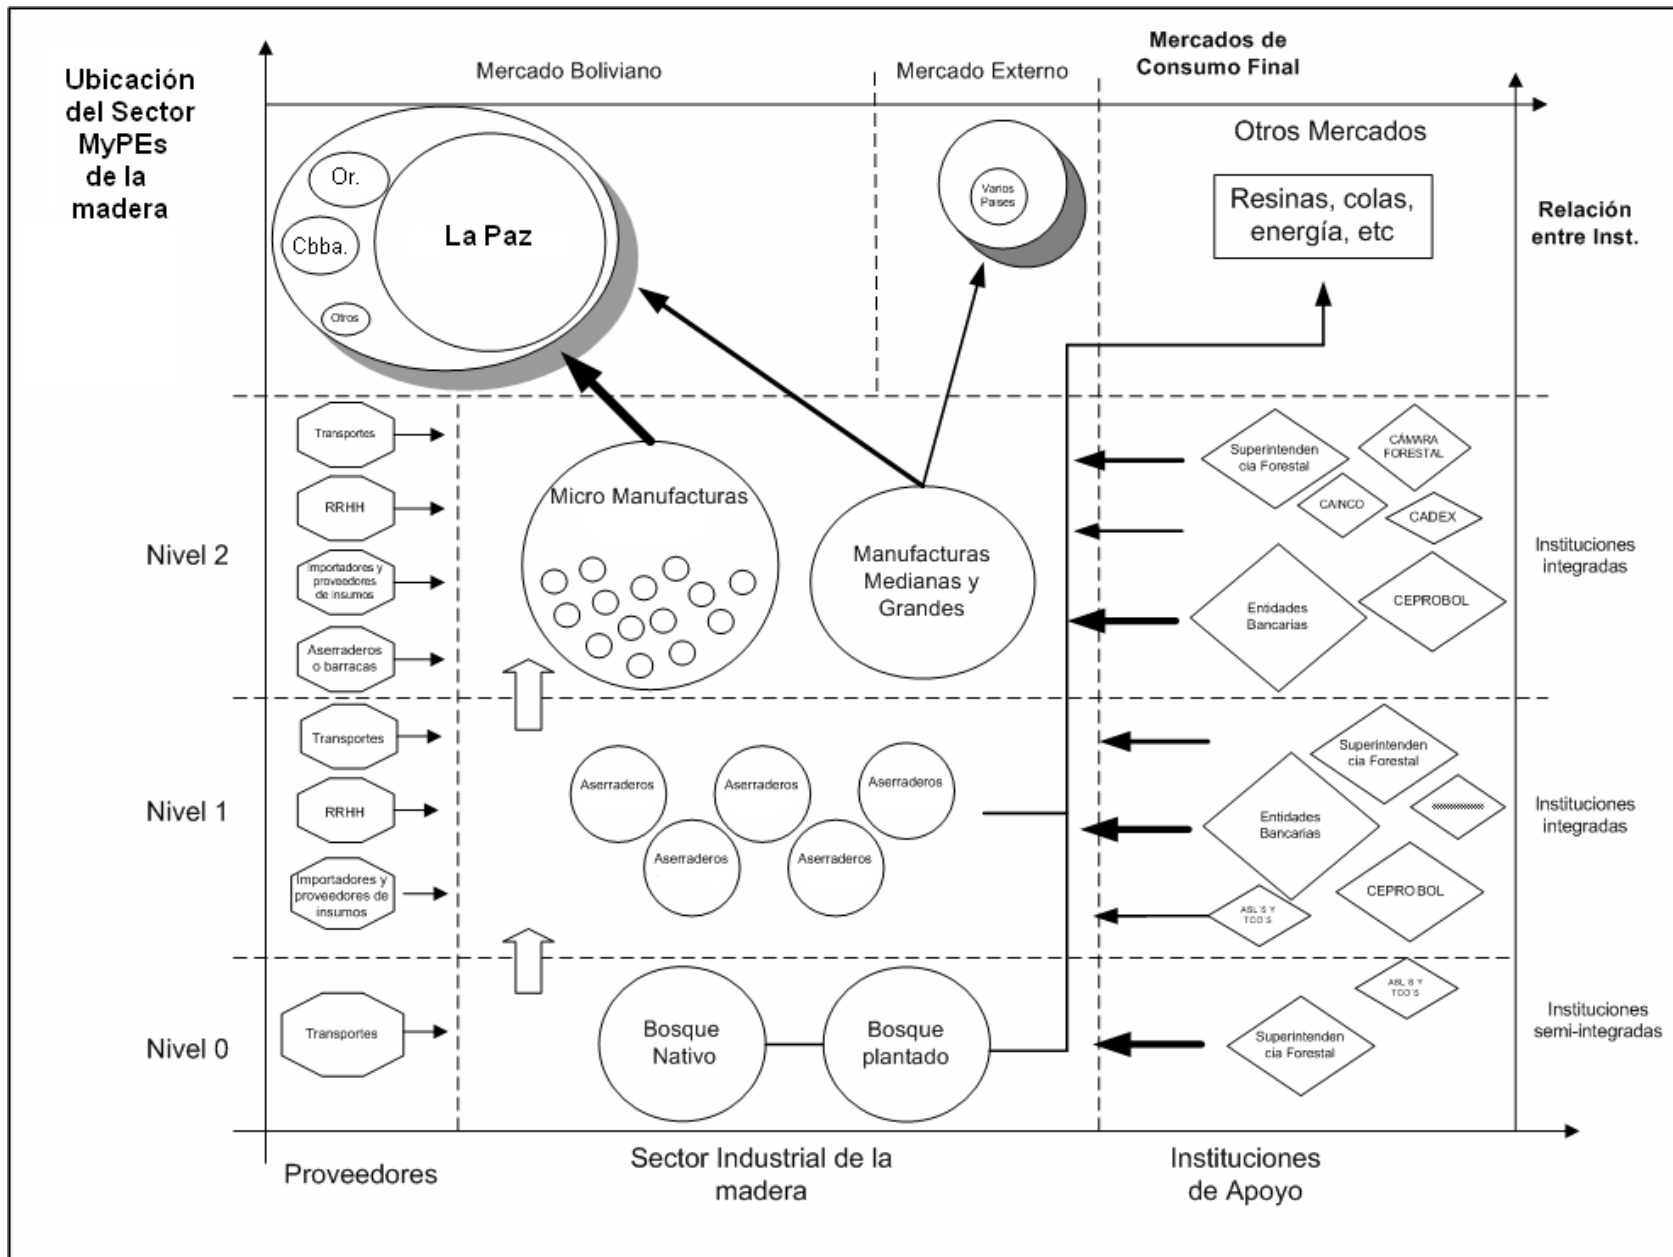 Ubicación
del Sector
MyPEs
de la
madera
Mercado Boliviano
Mercado Externo
Mercados de
Consumo Final
Otros Mercados
Resinas, colas,
energía, etc
Relación
entre Inst.
Or.
Cbba.
Otros
La Paz
Varios
Paises
Nivel 2
Transportes
RRHH
Importadores y
proveedores
de insumos
Aserraderos
o barracas
Micro Manufacturas
Manufacturas
Medianas y
Grandes
Superintenden
cia Forestal
CÁMARA
FORESTAL
CAINCO
CADEX
Entidades
Bancarias
CEPROBOL
Instituciones
integradas
Nivel 1
Transportes
RRHH
Importadores y
proveedores de
insumos
Aserraderos
Aserraderos
Aserraderos
Aserraderos
Aserraderos
Superintenden
cia Forestal
Entidades
Bancarias
CEPROBOL
ASL´S Y
TCO´S
Instituciones
integradas
Nivel 0
Transportes
Bosque
Nativo
Bosque
plantado
ASL´S Y
TCO´S
Superintenden
cia Forestal
Instituciones
semi-integradas
Proveedores
Sector Industrial de la
madera
Instituciones
de Apoyo